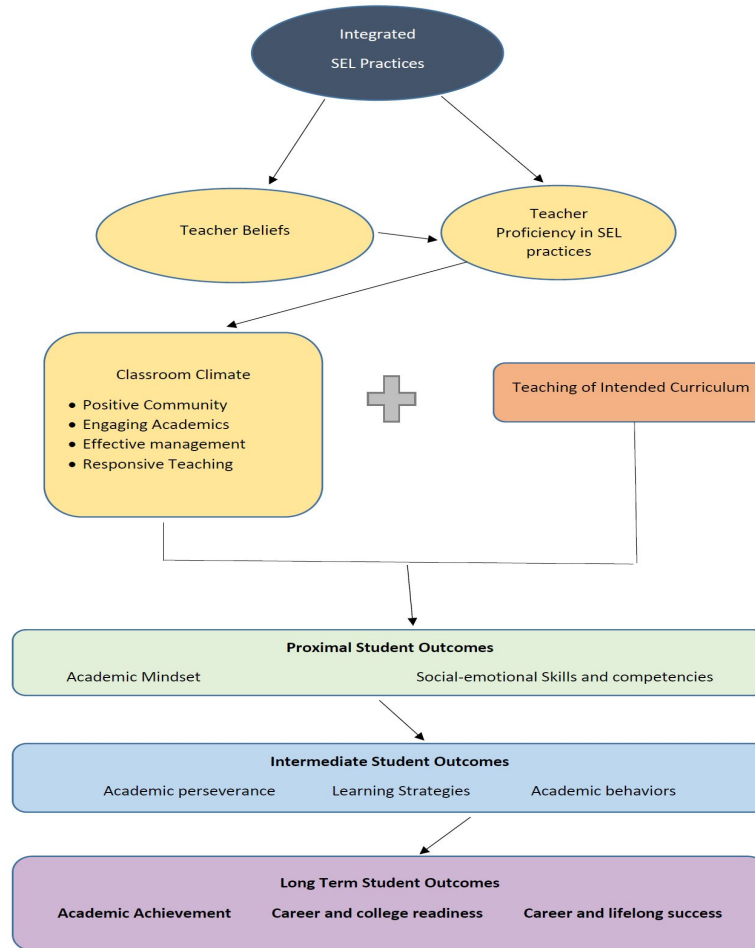 Integrated
SEL Practices
Teacher Beliefs
Teacher
Proficiency in SEL
practices
Classroom Climate
● Positive Community
● Engaging Academics
● Effective management
● Responsive Teaching
Teaching of Intended Curriculum
Proximal Student Outcomes
Academic Mindset Social-emotional Skills and competencies
Intermediate Student Outcomes
Academic perseverance Learning Strategies Academic behaviors
Long Term Student Outcomes
Academic Achievement Career and college readiness Career and lifelong success